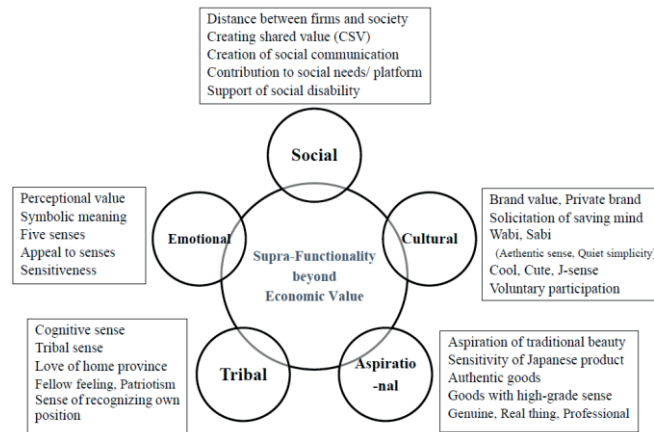 Distance between firms and society
Creating shared value (CSV)
Creation of social communication
Contribution to social needs/ platform
Support of social disability
Social
Perceptional value
Symbolic meaning
Five senses
Appeal to senses
Sensitiveness
Emotional
Supra-Functionality
beyond
Economic Value
Cultural
Brand value, Private brand
Solicitation of saving mind
Wabi, Sabi
(Aethentic sense, Quiet simplicity)
Cool, Cute, J-sense
Voluntary participation
Cognitive sense
Tribal sense
Love of home province
Fellow feeling, Patriotism
Sense of recognizing own
position
Tribal
Aspiratio
-nal
Aspiration of traditional beauty
Sensitivity of Japanese product
Authentic goods
Goods with high-grade sense
Genuine, Real thing, Professional